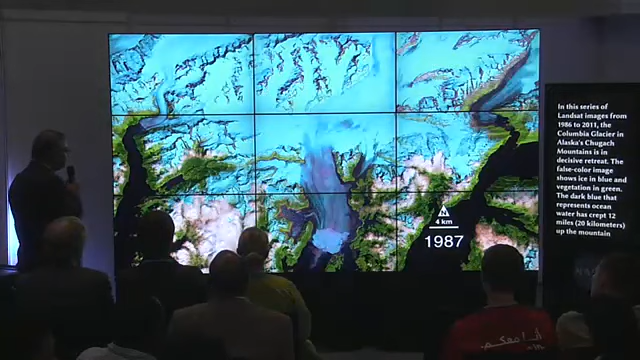 In this series of
Landsat images from
1986 to 2011, the
Columbia Glacier in
Alaska's Chugach
Mountains is in
decisive retreat. The
false-color image
shows ice in blue and
vegetation in green.
The dark blue that
represents ocean
water has crept 12
miles (20 kilometers)
up the mountain
N
4 km
1987
أنا معكم